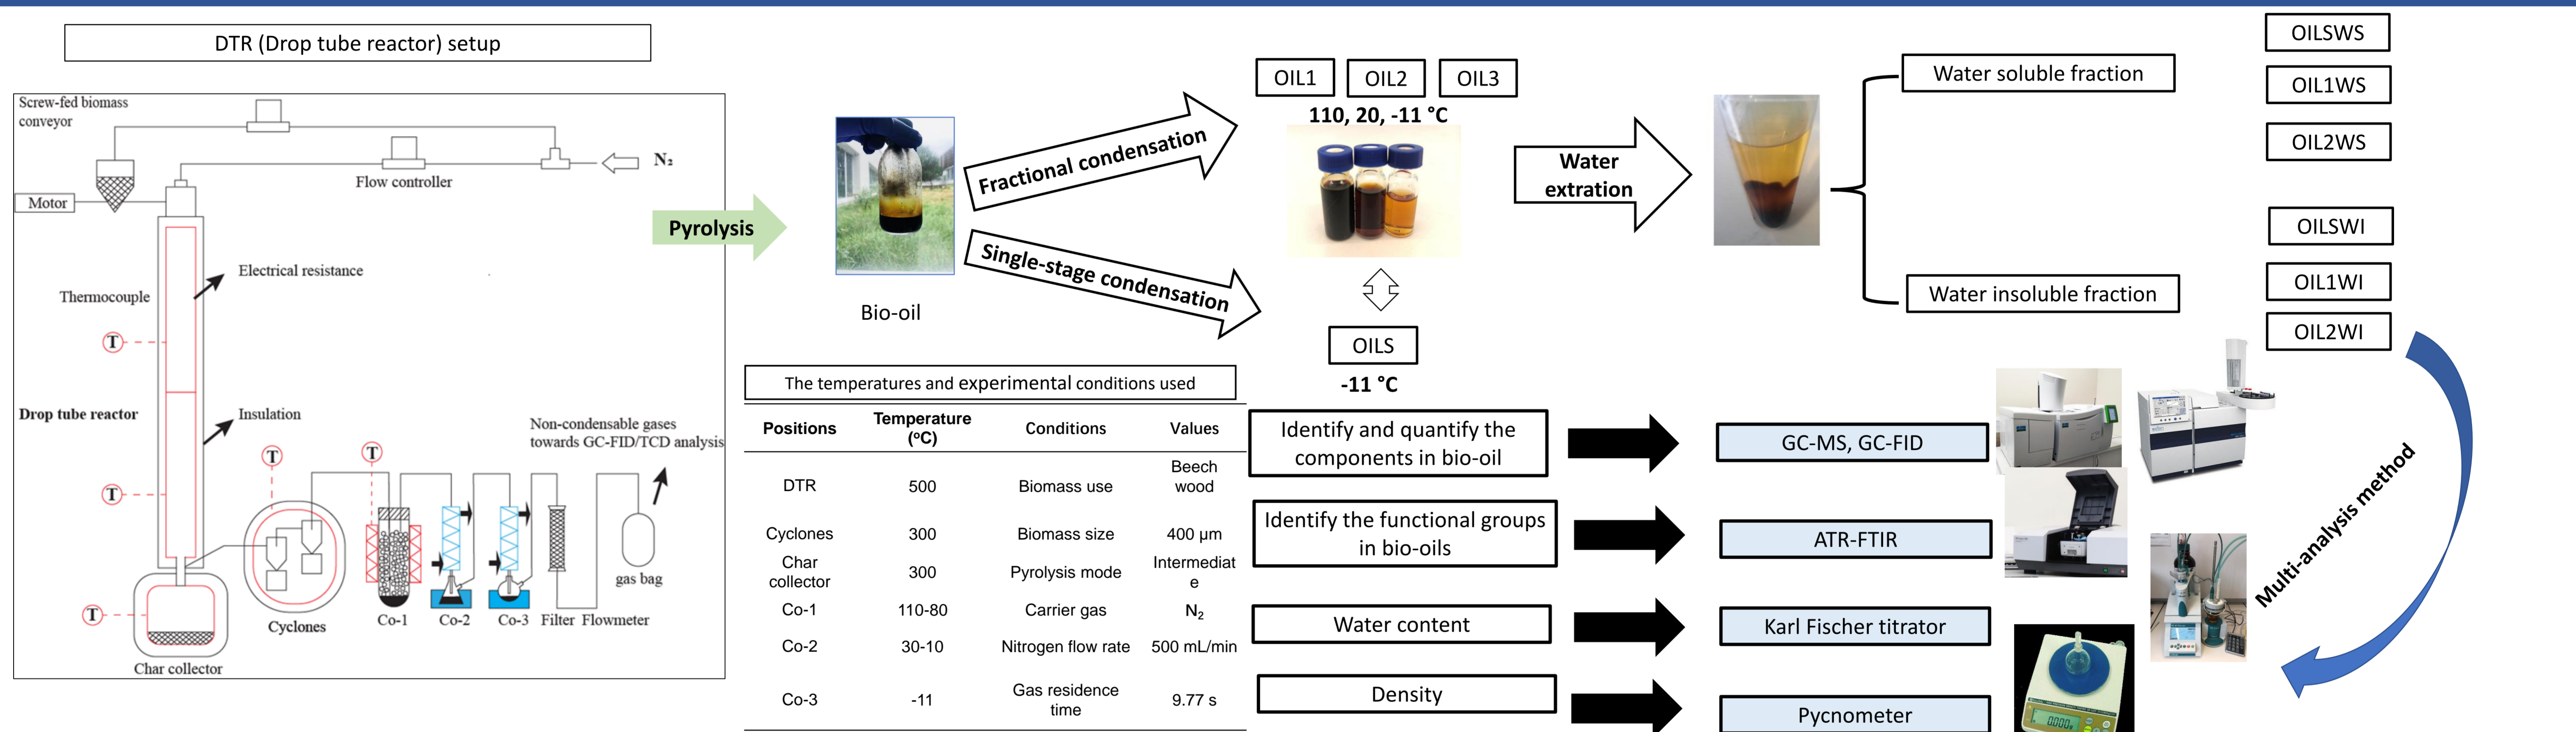 DTR (Drop tube reactor) setup
Screw-fed biomass
conveyor
N₂
Flow controller
Motor
Electrical resistance
Thermocouple
T
Drop tube reactor
Insulation
Non-condensable gases
towards GC-FID/TCD analysis
T
T
T
T
Cyclones
Co-1
Co-2
Co-3
Filter
Flowmeter
gas bag
Char collector
Pyrolysis
Bio-oil
Fractional condensation
Single-stage condensation
OIL1
OIL2
OIL3
110, 20, -11 °C
OILS
-11 °C
Water
extration
Water soluble fraction
Water insoluble fraction
OILSWS
OIL1WS
OIL2WS
OILSWI
OIL1WI
OIL2WI
The temperatures and experimental conditions used
Positions Temperature (ºC) Conditions Values
DTR 500 Biomass use Beech wood
Cyclones 300 Biomass size 400 µm
Char collector 300 Pyrolysis mode Intermediate
Co-1 110-80 Carrier gas N₂
Co-2 30-10 Nitrogen flow rate 500 mL/min
Co-3 -11 Gas residence time 9.77 s
Identify and quantify the
components in bio-oil
GC-MS, GC-FID
Identify the functional groups
in bio-oils
ATR-FTIR
Water content
Karl Fischer titrator
Density
Pycnometer
0.000
Multi-analysis method